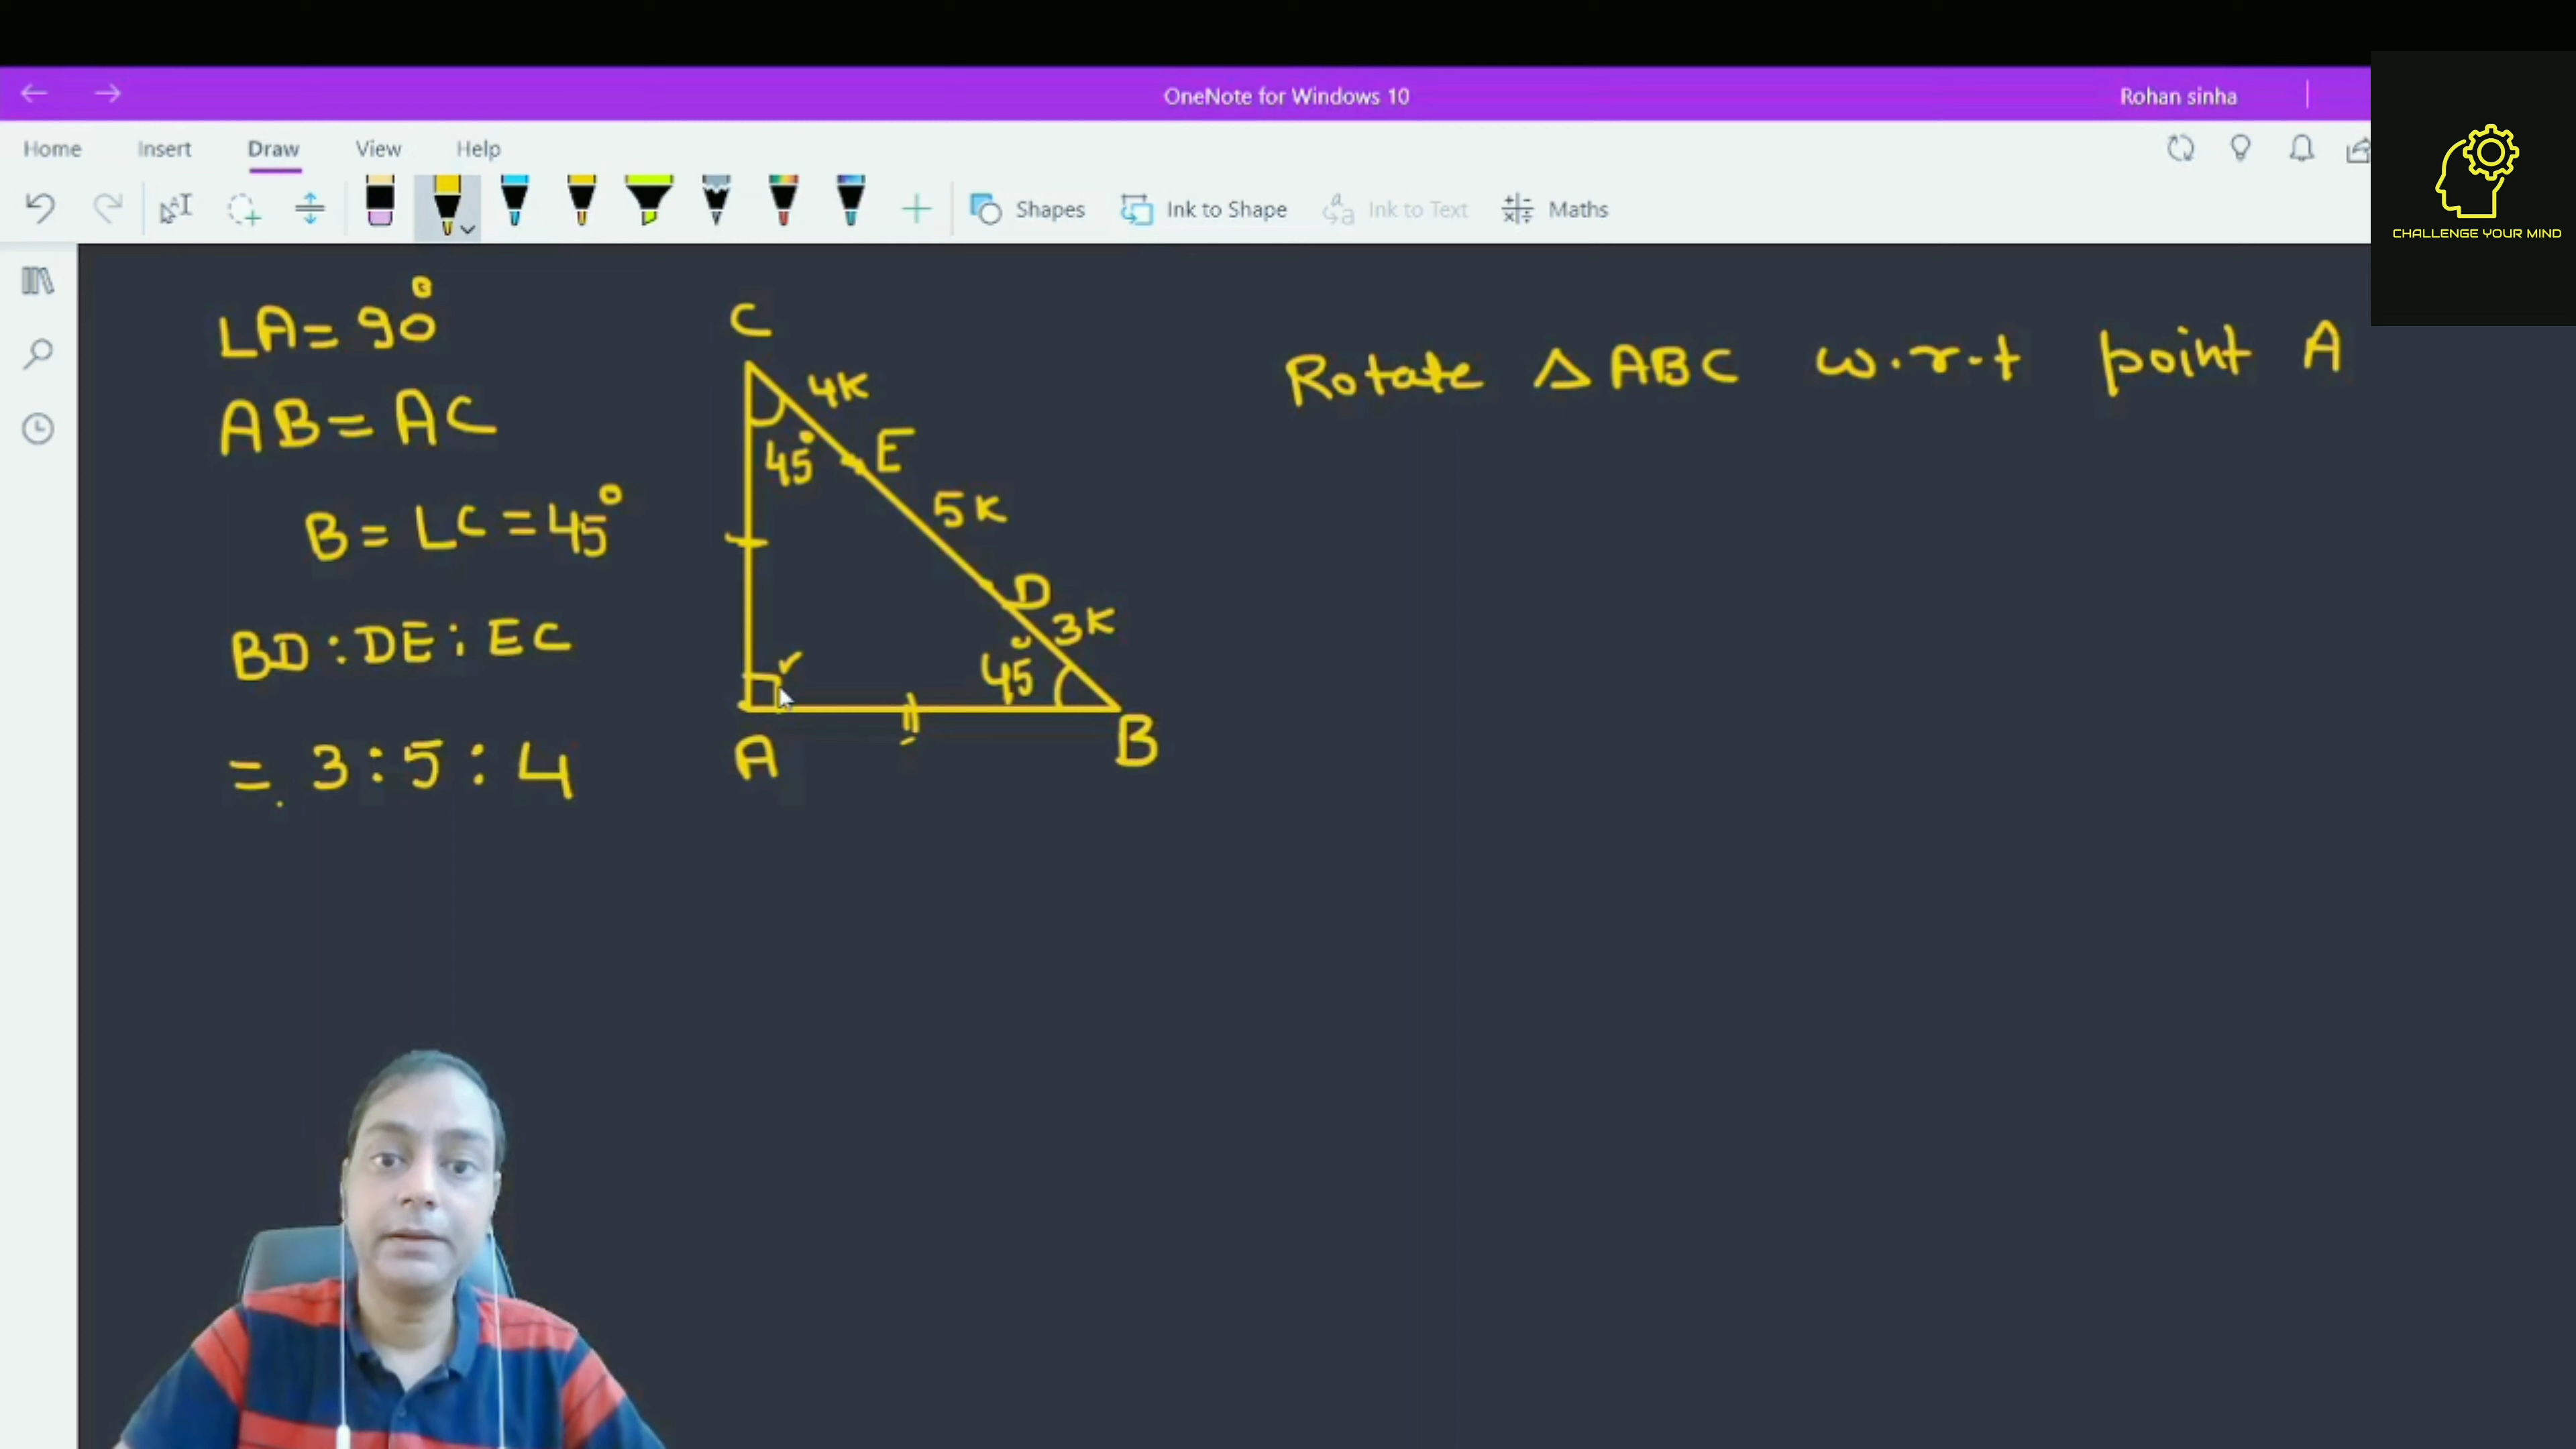 OneNote for Windows 10
Rohan sinha
Home Insert Draw View Help
Shapes Ink to Shape Ink to Text Maths
CHALLENGE YOUR MIND
LA = 90°
AB = AC
B = LC = 45°
BD : DE : EC
= 3 : 5 : 4
C
4K
45°
E
5K
D
3K
45°
A
B
Rotate △ ABC w.r.t point A